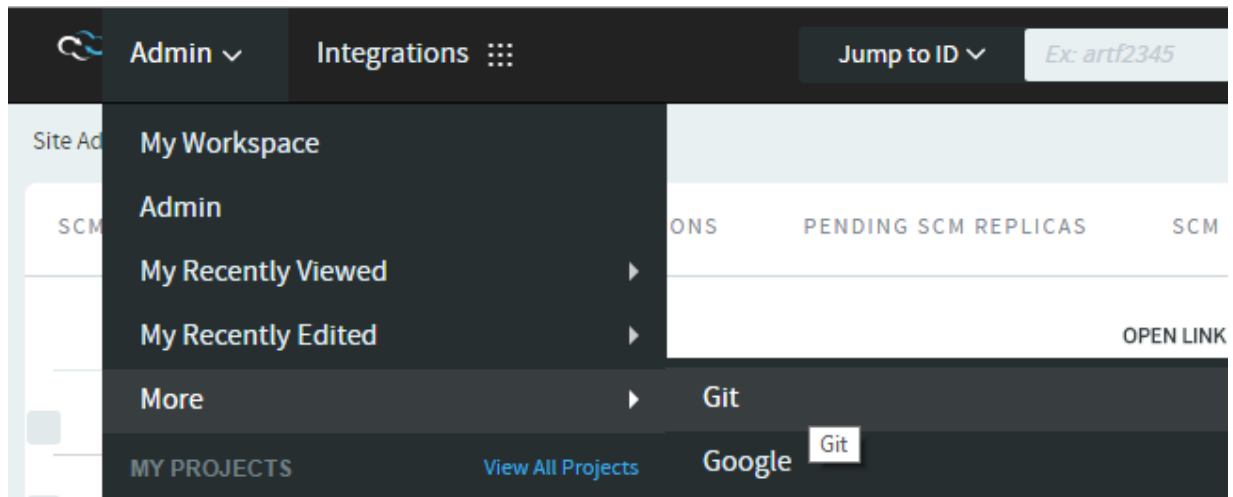 Admin
Integrations
Jump to ID
Ex: artf2345
Site Ad
My Workspace
Admin
SCM
ONS
PENDING SCM REPLICAS
SCM
My Recently Viewed
My Recently Edited
OPEN LINK
More
Git
Git
MY PROJECTS
View All Projects
Google